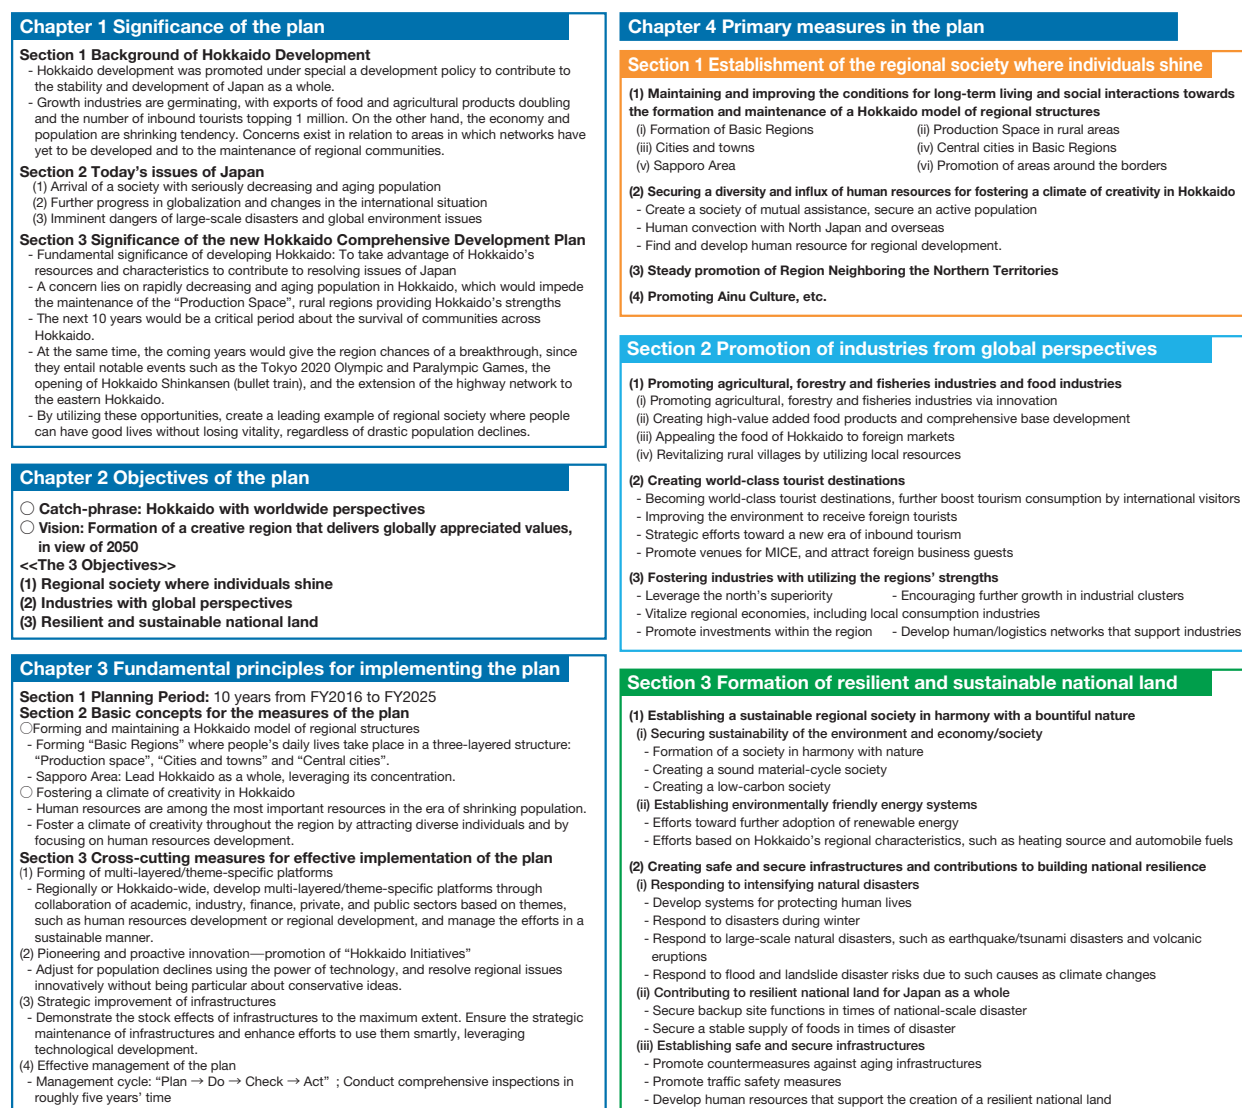 Chapter 1 Significance of the plan
Section 1 Background of Hokkaido Development
- Hokkaido development was promoted under special a development policy to contribute to
the stability and development of Japan as a whole.
- Growth industries are germinating, with exports of food and agricultural products doubling
and the number of inbound tourists topping 1 million. On the other hand, the economy and
population are shrinking tendency. Concerns exist in relation to areas in which networks have
yet to be developed and to the maintenance of regional communities.
Section 2 Today's issues of Japan
(1) Arrival of a society with seriously decreasing and aging population
(2) Further progress in globalization and changes in the international situation
(3) Imminent dangers of large-scale disasters and global environment issues
Section 3 Significance of the new Hokkaido Comprehensive Development Plan
- Fundamental significance of developing Hokkaido: To take advantage of Hokkaido's
resources and characteristics to contribute to resolving issues of Japan
- A concern lies on rapidly decreasing and aging population in Hokkaido, which would impede
the maintenance of the “Production Space”, rural regions providing Hokkaido's strengths
- The next 10 years would be a critical period about the survival of communities across
Hokkaido.
- At the same time, the coming years would give the region chances of a breakthrough, since
they entail notable events such as the Tokyo 2020 Olympic and Paralympic Games, the
opening of Hokkaido Shinkansen (bullet train), and the extension of the highway network to
the eastern Hokkaido.
- By utilizing these opportunities, create a leading example of regional society where people
can have good lives without losing vitality, regardless of drastic population declines.
Chapter 2 Objectives of the plan
○ Catch-phrase: Hokkaido with worldwide perspectives
○ Vision: Formation of a creative region that delivers globally appreciated values,
in view of 2050
<<The 3 Objectives>>
(1) Regional society where individuals shine
(2) Industries with global perspectives
(3) Resilient and sustainable national land
Chapter 3 Fundamental principles for implementing the plan
Section 1 Planning Period: 10 years from FY2016 to FY2025
Section 2 Basic concepts for the measures of the plan
○Forming and maintaining a Hokkaido model of regional structures
- Forming “Basic Regions” where people's daily lives take place in a three-layered structure:
“Production space”, “Cities and towns” and “Central cities”.
- Sapporo Area: Lead Hokkaido as a whole, leveraging its concentration.
○ Fostering a climate of creativity in Hokkaido
- Human resources are among the most important resources in the era of shrinking population.
- Foster a climate of creativity throughout the region by attracting diverse individuals and by
focusing on human resources development.
Section 3 Cross-cutting measures for effective implementation of the plan
(1) Forming of multi-layered/theme-specific platforms
- Regionally or Hokkaido-wide, develop multi-layered/theme-specific platforms through
collaboration of academic, industry, finance, private, and public sectors based on themes,
such as human resources development or regional development, and manage the efforts in a
sustainable manner.
(2) Pioneering and proactive innovation—promotion of “Hokkaido Initiatives”
- Adjust for population declines using the power of technology, and resolve regional issues
innovatively without being particular about conservative ideas.
(3) Strategic improvement of infrastructures
- Demonstrate the stock effects of infrastructures to the maximum extent. Ensure the strategic
maintenance of infrastructures and enhance efforts to use them smartly, leveraging
technological development.
(4) Effective management of the plan
- Management cycle: “Plan → Do → Check → Act” ; Conduct comprehensive inspections in
roughly five years' time
Chapter 4 Primary measures in the plan
Section 1 Establishment of the regional society where individuals shine
(1) Maintaining and improving the conditions for long-term living and social interactions towards
the formation and maintenance of a Hokkaido model of regional structures
(i) Formation of Basic Regions (ii) Production Space in rural areas
(iii) Cities and towns (iv) Central cities in Basic Regions
(v) Sapporo Area (vi) Promotion of areas around the borders
(2) Securing a diversity and influx of human resources for fostering a climate of creativity in Hokkaido
- Create a society of mutual assistance, secure an active population
- Human convection with North Japan and overseas
- Find and develop human resource for regional development.
(3) Steady promotion of Region Neighboring the Northern Territories
(4) Promoting Ainu Culture, etc.
Section 2 Promotion of industries from global perspectives
(1) Promoting agricultural, forestry and fisheries industries and food industries
(i) Promoting agricultural, forestry and fisheries industries via innovation
(ii) Creating high-value added food products and comprehensive base development
(iii) Appealing the food of Hokkaido to foreign markets
(iv) Revitalizing rural villages by utilizing local resources
(2) Creating world-class tourist destinations
- Becoming world-class tourist destinations, further boost tourism consumption by international visitors
- Improving the environment to receive foreign tourists
- Strategic efforts toward a new era of inbound tourism
- Promote venues for MICE, and attract foreign business guests
(3) Fostering industries with utilizing the regions' strengths
- Leverage the north's superiority - Encouraging further growth in industrial clusters
- Vitalize regional economies, including local consumption industries
- Promote investments within the region - Develop human/logistics networks that support industries
Section 3 Formation of resilient and sustainable national land
(1) Establishing a sustainable regional society in harmony with a bountiful nature
(i) Securing sustainability of the environment and economy/society
- Formation of a society in harmony with nature
- Creating a sound material-cycle society
- Creating a low-carbon society
(ii) Establishing environmentally friendly energy systems
- Efforts toward further adoption of renewable energy
- Efforts based on Hokkaido's regional characteristics, such as heating source and automobile fuels
(2) Creating safe and secure infrastructures and contributions to building national resilience
(i) Responding to intensifying natural disasters
- Develop systems for protecting human lives
- Respond to disasters during winter
- Respond to large-scale natural disasters, such as earthquake/tsunami disasters and volcanic
eruptions
- Respond to flood and landslide disaster risks due to such causes as climate changes
(ii) Contributing to resilient national land for Japan as a whole
- Secure backup site functions in times of national-scale disaster
- Secure a stable supply of foods in times of disaster
(iii) Establishing safe and secure infrastructures
- Promote countermeasures against aging infrastructures
- Promote traffic safety measures
- Develop human resources that support the creation of a resilient national land